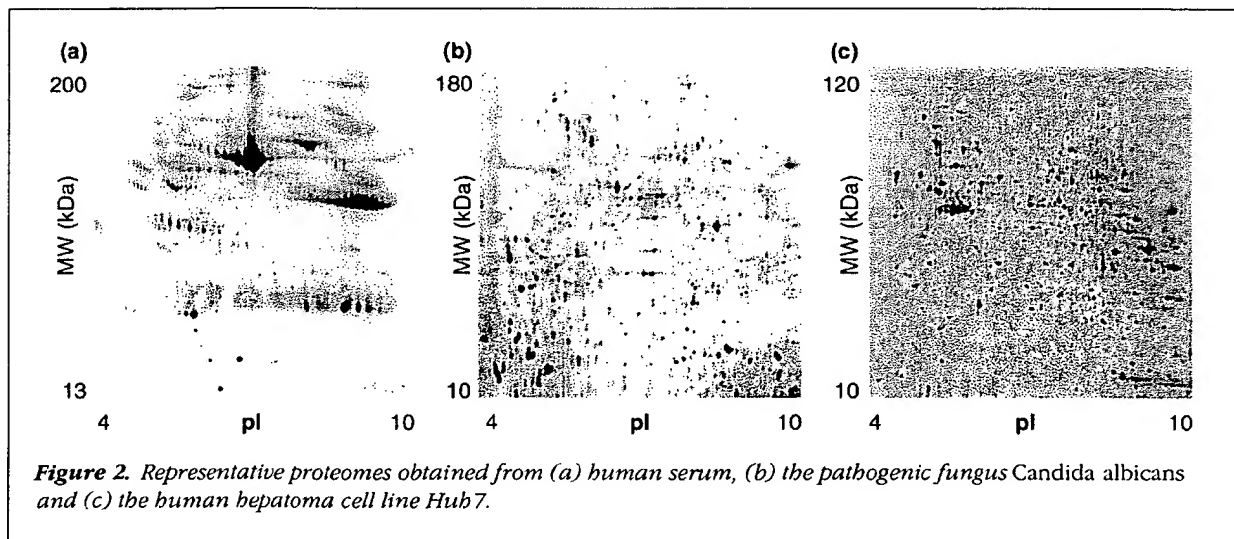 (a)
200
MW (kDa)
13
4
pI
10
(b)
180
MW (kDa)
10
4
pI
10
(c)
120
MW (kDa)
10
4
pI
10
Figure 2. Representative proteomes obtained from (a) human serum, (b) the pathogenic fungus Candida albicans
and (c) the human hepatoma cell line Huh7.